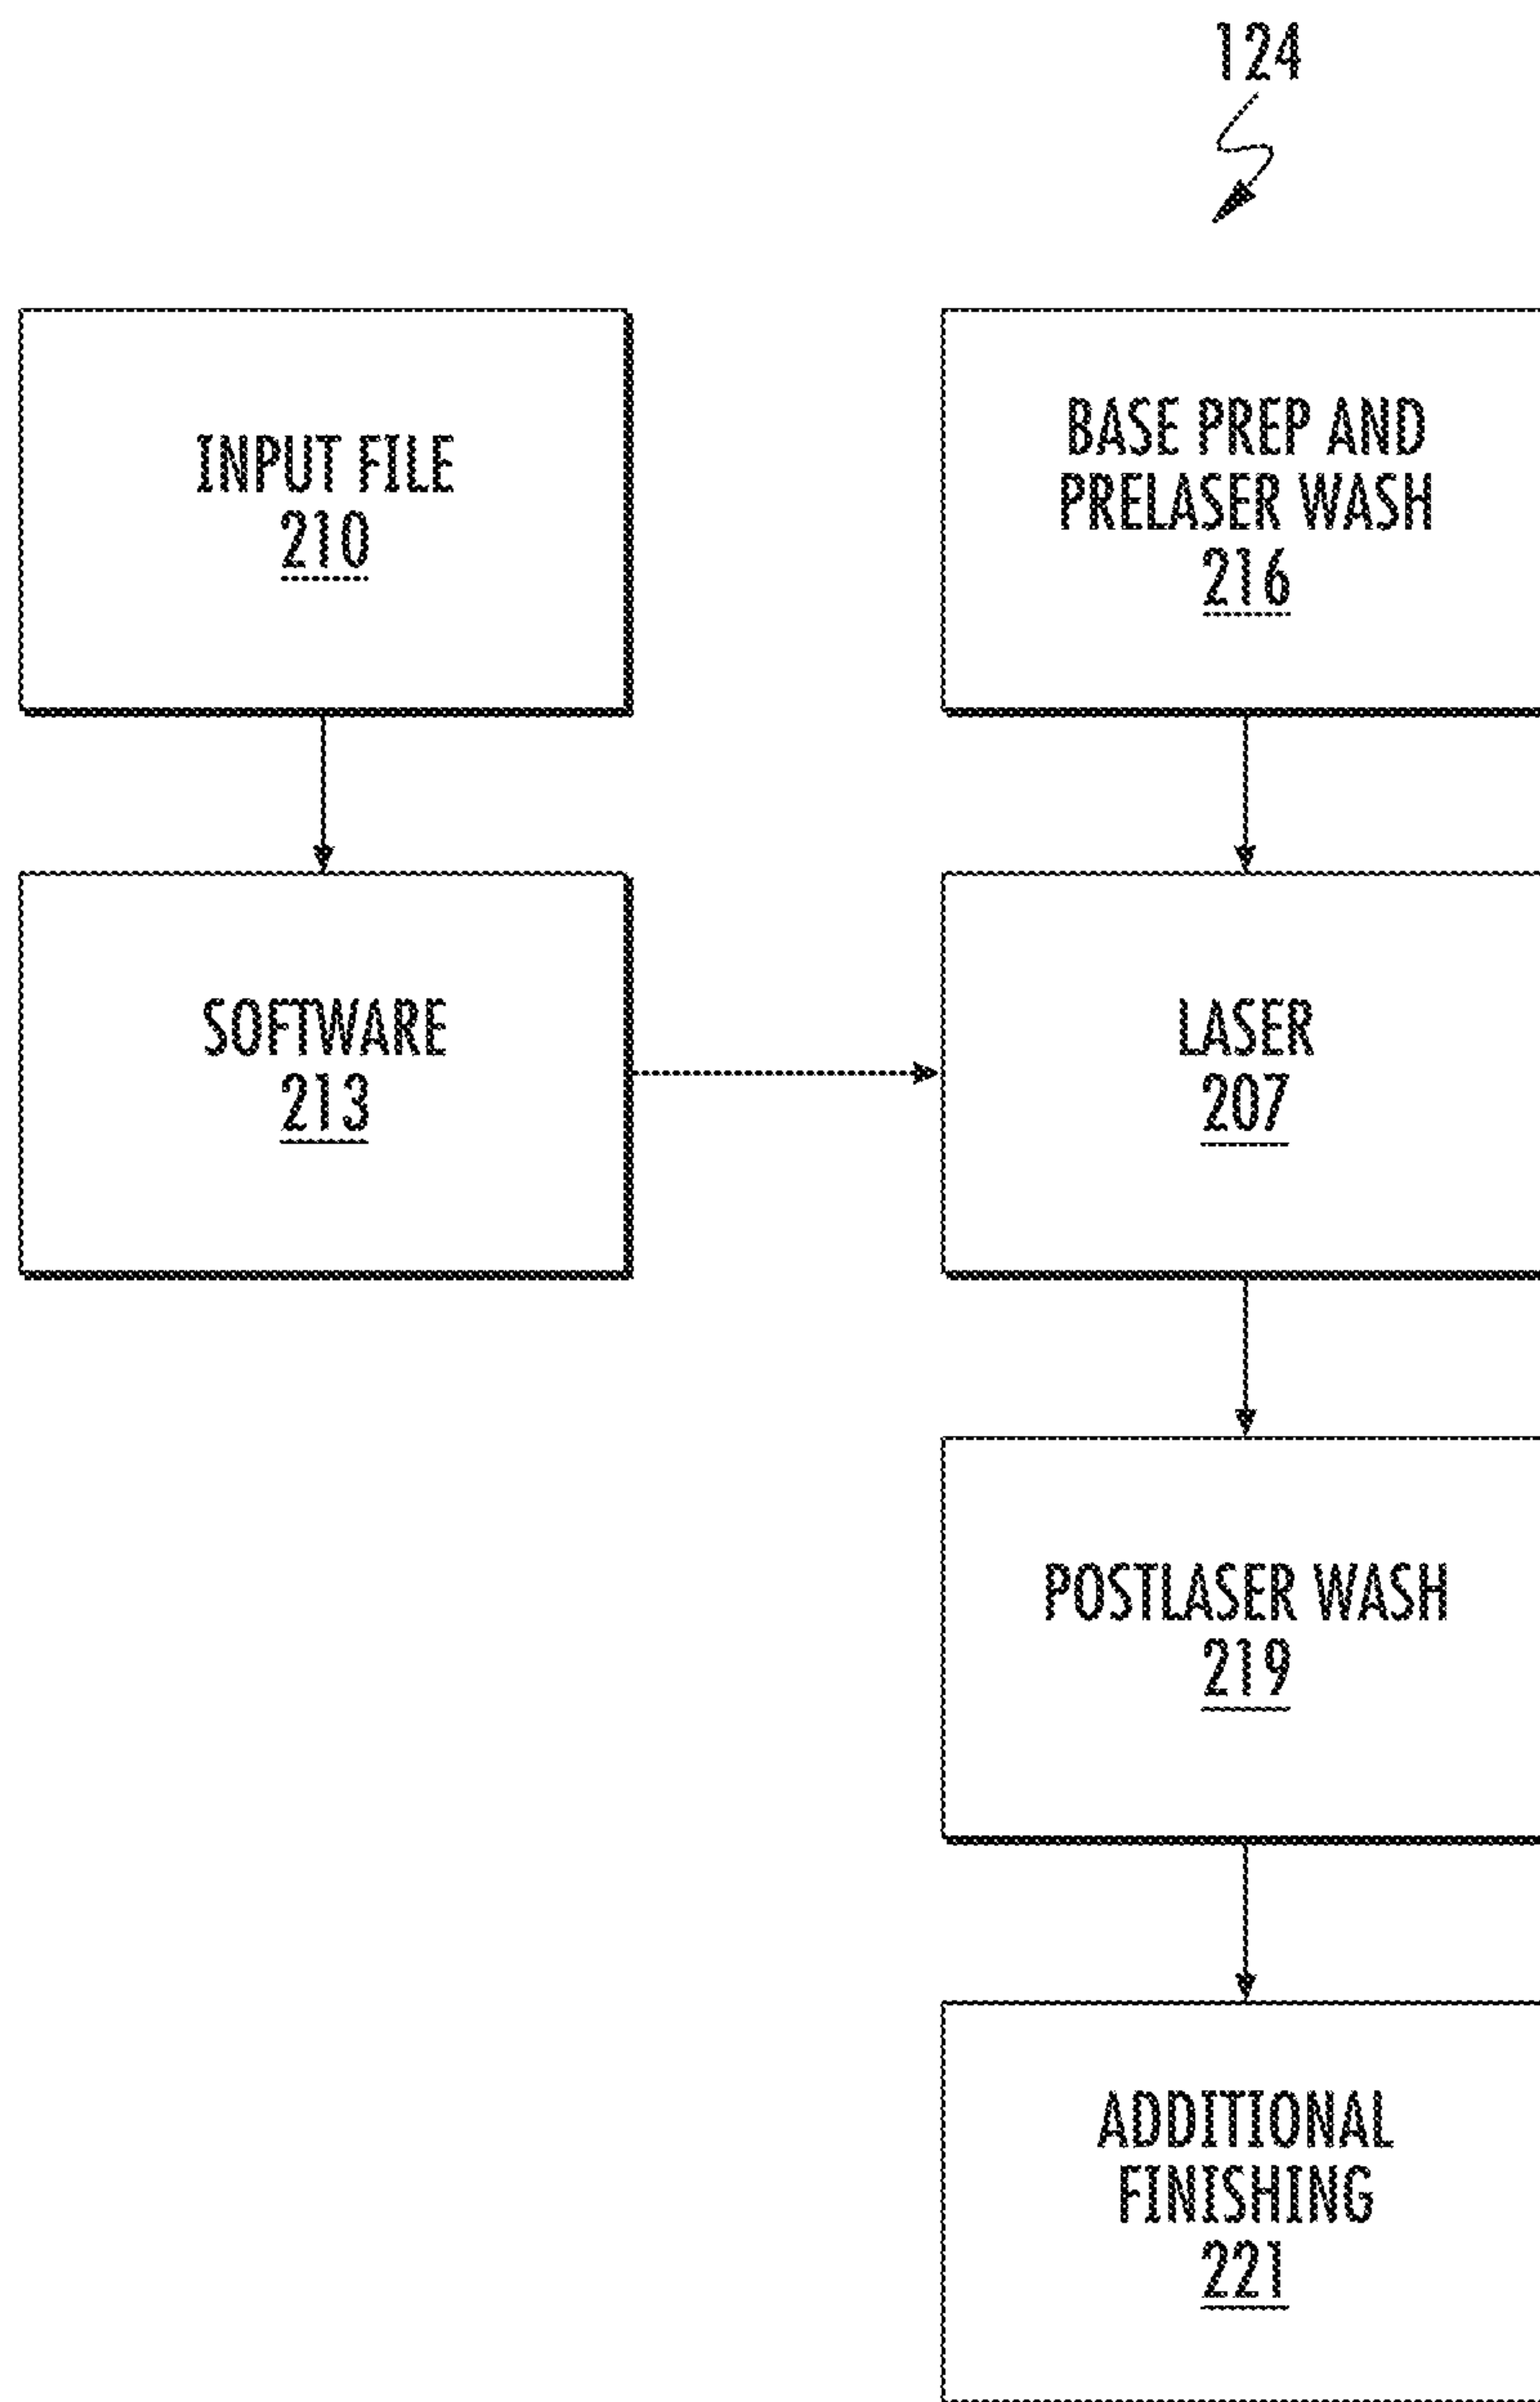 124
INPUT FILE
210
BASE PREP AND
PRELASER WASH
216
SOFTWARE
213
LASER
207
POSTLASER WASH
219
ADDITIONAL
FINISHING
221